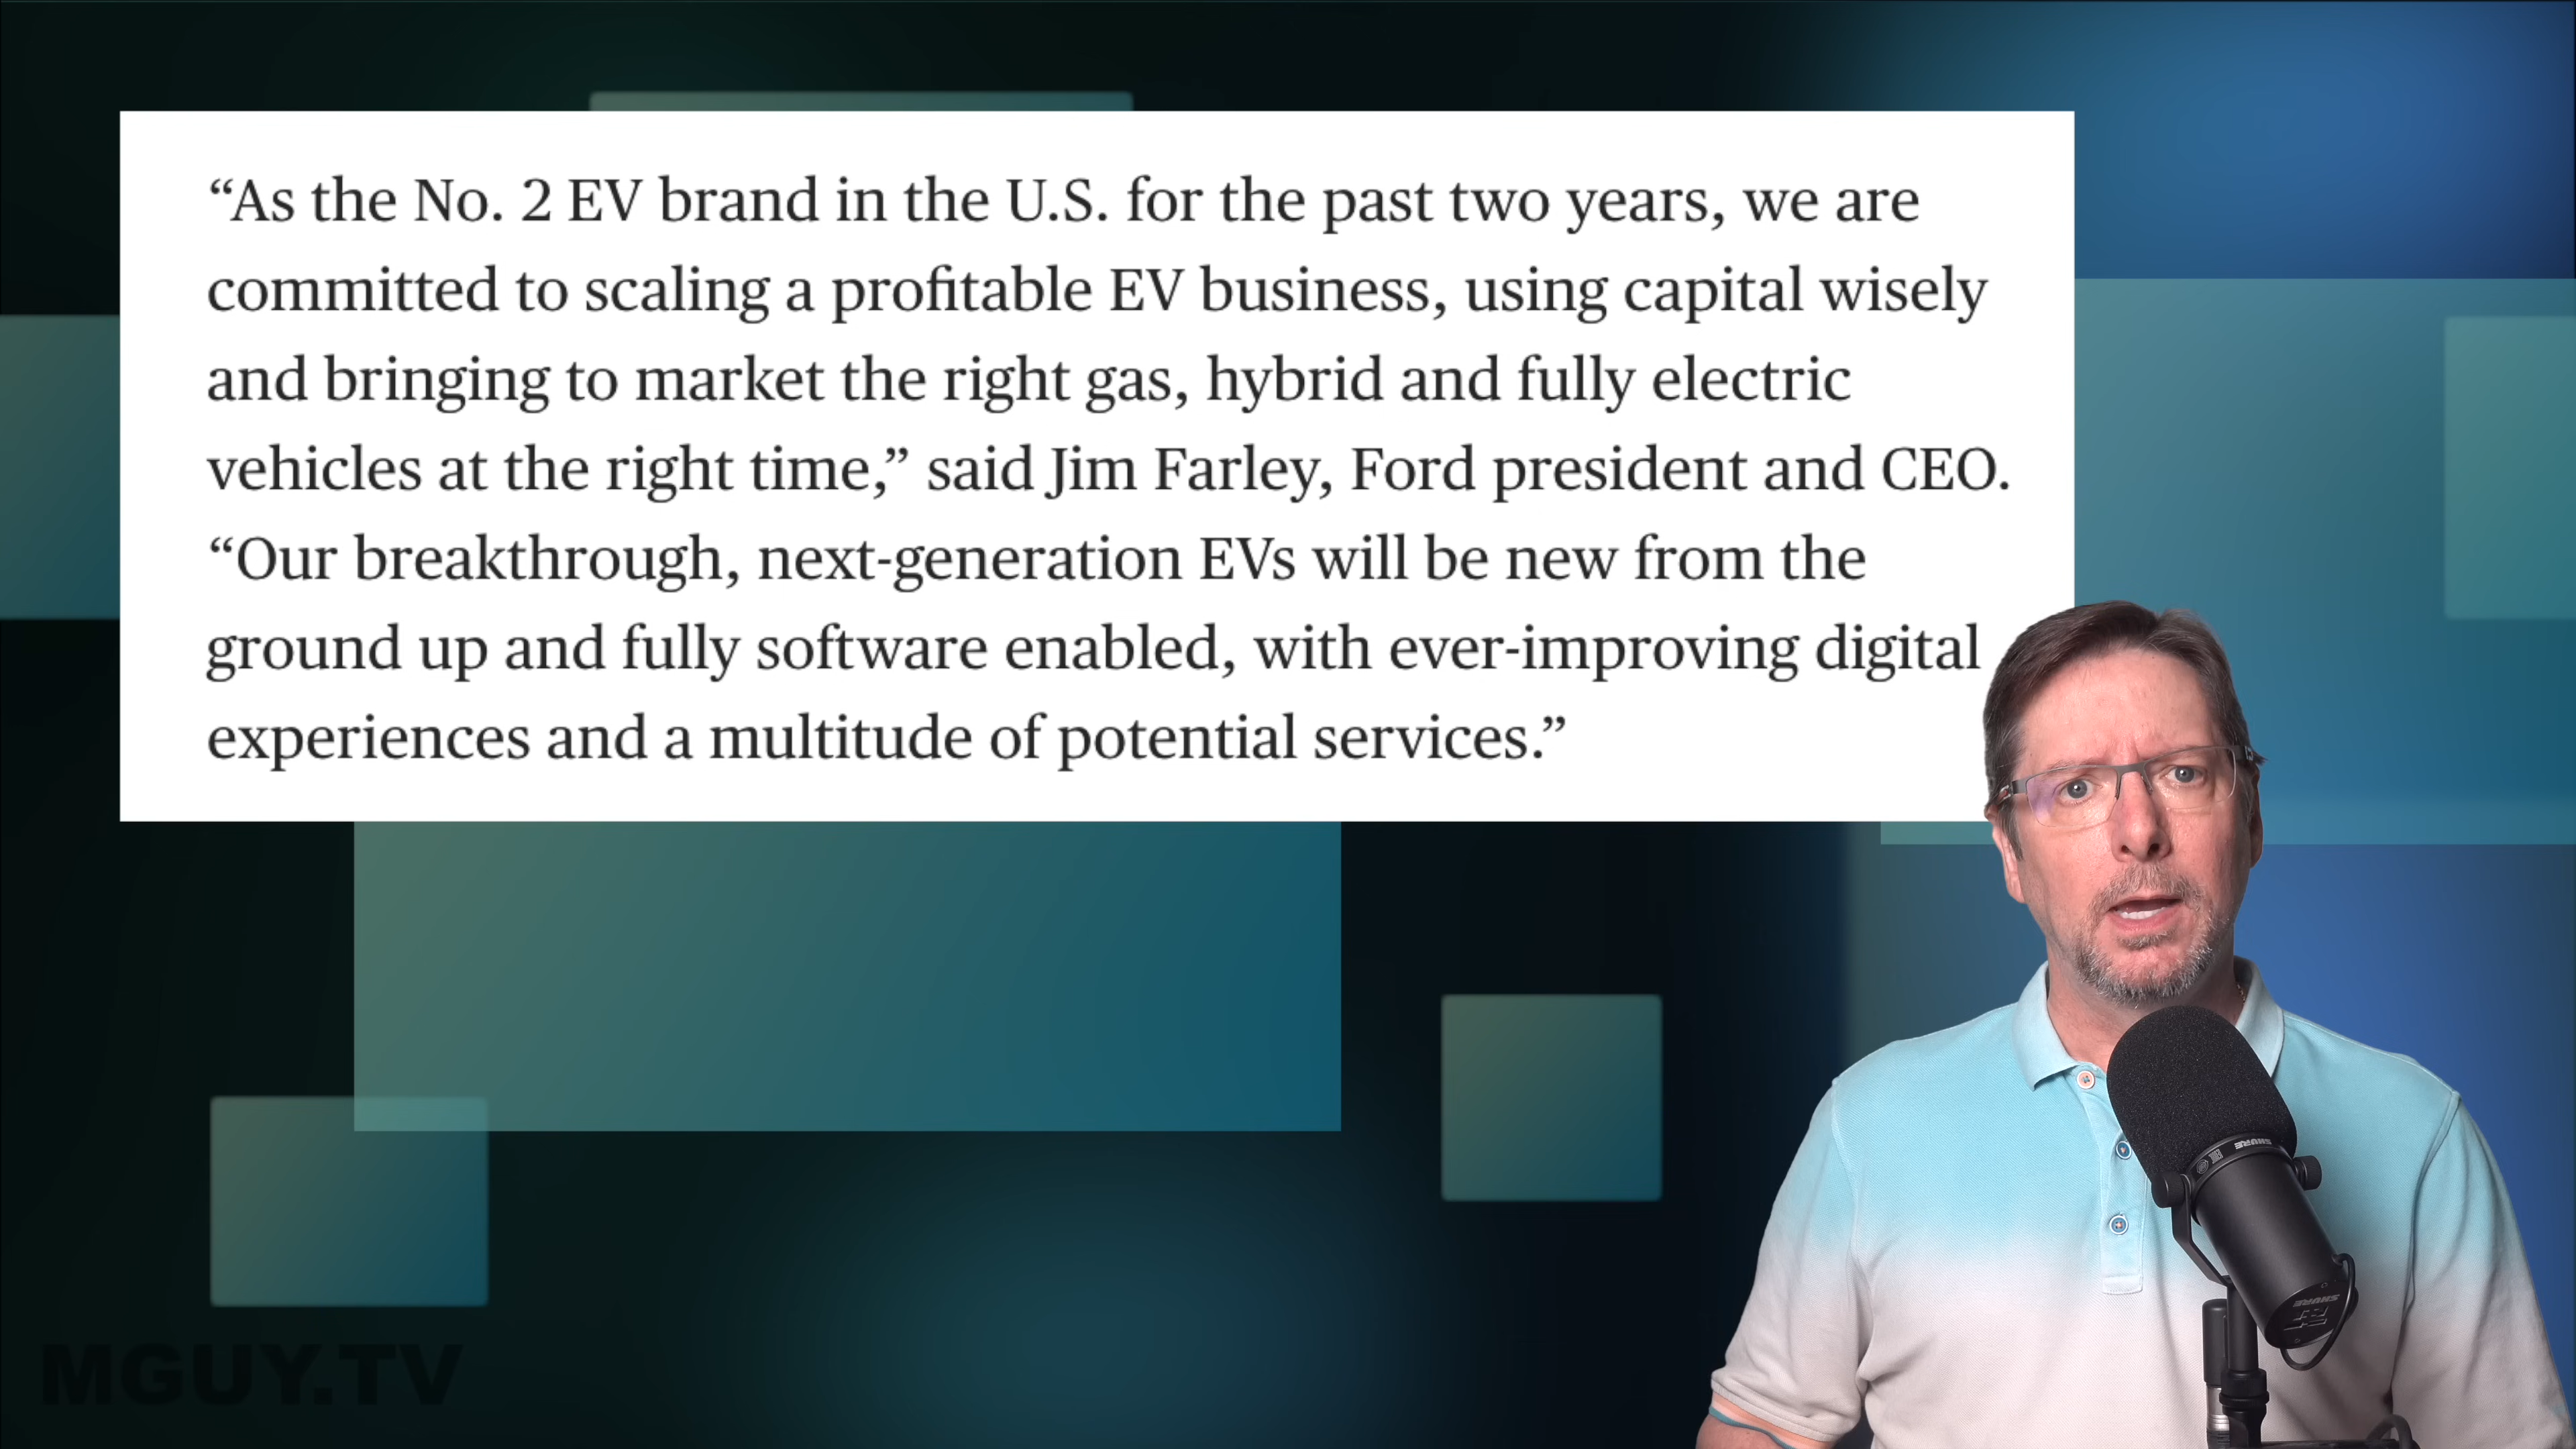 “As the No. 2 EV brand in the U.S. for the past two years, we are
committed to scaling a profitable EV business, using capital wisely
and bringing to market the right gas, hybrid and fully electric
vehicles at the right time,” said Jim Farley, Ford president and CEO.
“Our breakthrough, next-generation EVs will be new from the
ground up and fully software enabled, with ever-improving digital
experiences and a multitude of potential services.”
SHURE
SHURE
MGUY.TV